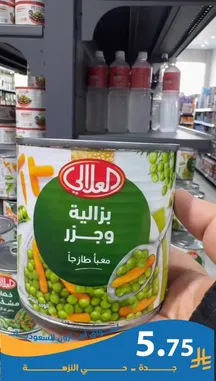 العلالي
بزالية
وجزر
معبأ طازجاً
5.75
جدة .. حي النزهة